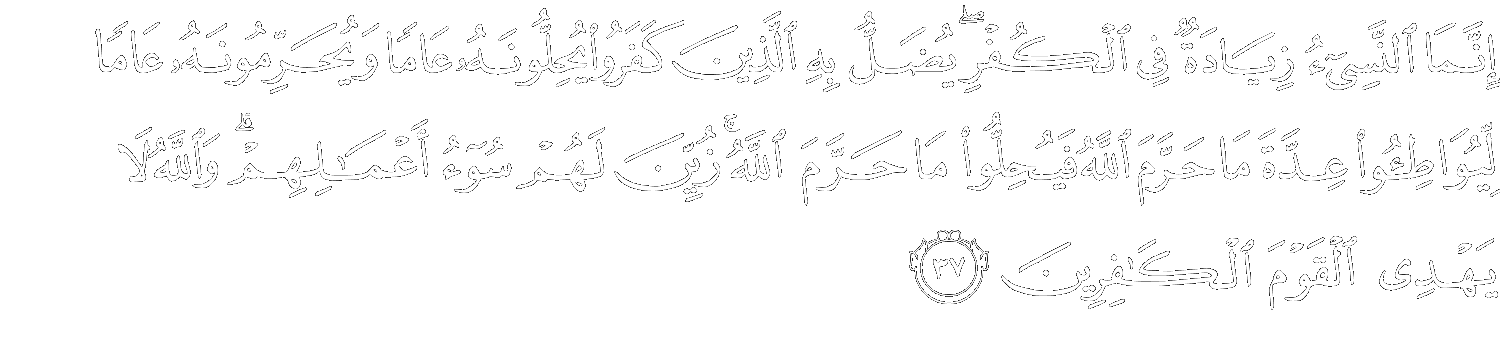 إِنَّمَا ٱلنَّسِىٓءُ زِيَادَةٌ فِى ٱلْكُفْرِ ۖ يُضَلُّ بِهِ ٱلَّذِينَ كَفَرُوا۟ يُحِلُّونَهُۥ عَامًا وَيُحَرِّمُونَهُۥ عَامًا
لِّيُوَاطِـُٔوا۟ عِدَّةَ مَا حَرَّمَ ٱللَّهُ فَيُحِلُّوا۟ مَا حَرَّمَ ٱللَّهُ ۚ زُيِّنَ لَهُمْ سُوٓءُ أَعْمَـٰلِهِمْ ۗ وَٱللَّهُ لَا
يَهْدِى ٱلْقَوْمَ ٱلْكَـٰفِرِينَ ٣٧